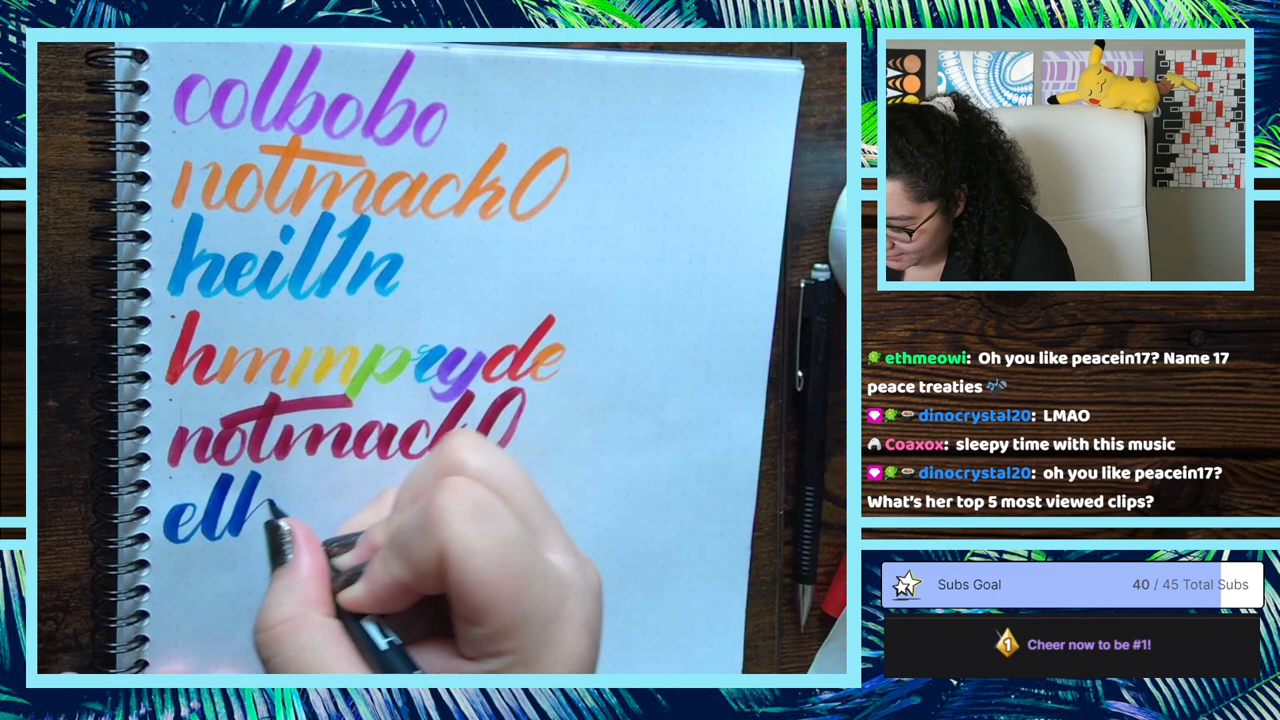 colbobo
notmack0
heil1n
hmmpryde
notmack0
ethmeowi: Oh you like peacein17? Name 17
peace treaties
dinocrystal20: LMAO
Coaxox: sleepy time with this music
dinocrystal20: oh you like peacein17?
What's her top 5 most viewed clips?
Subs Goal 40 / 45 Total Subs
1 Cheer now to be #1!